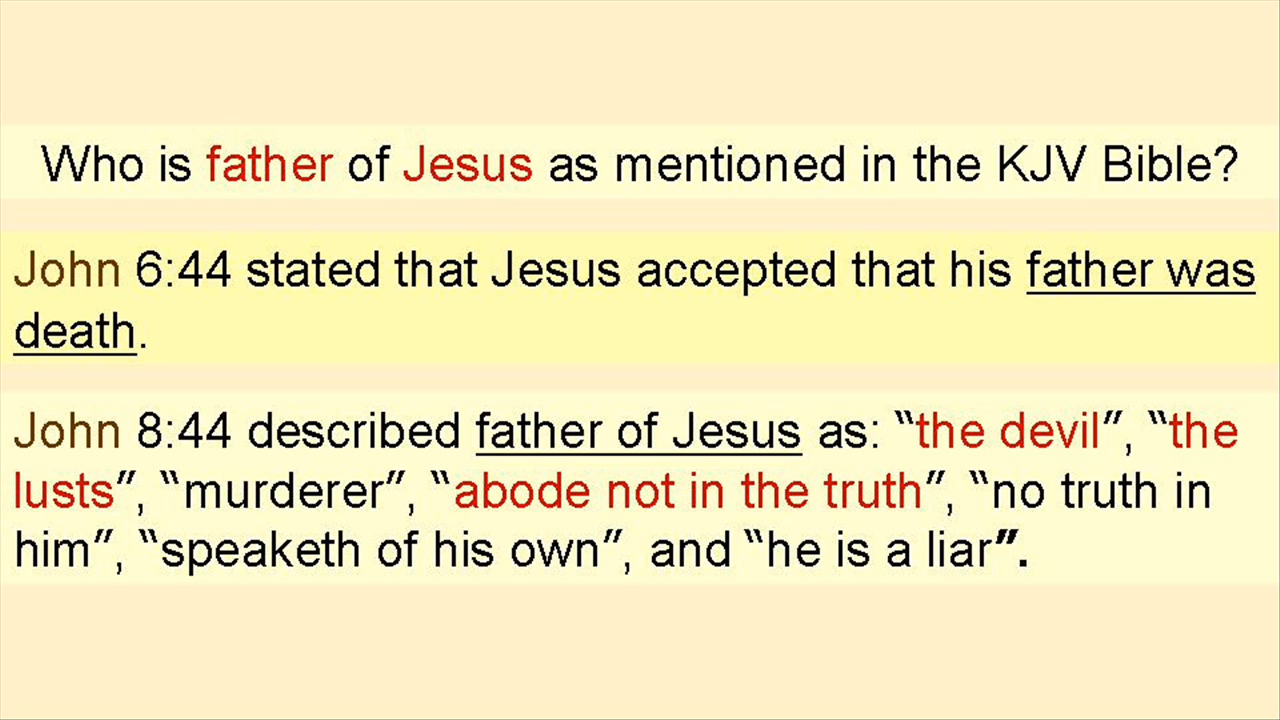 Who is father of Jesus as mentioned in the KJV Bible?
John 6:44 stated that Jesus accepted that his father was
death.
John 8:44 described father of Jesus as: “the devil”, “the
lusts”, “murderer”, “abode not in the truth”, “no truth in
him”, “speaketh of his own”, and “he is a liar”.